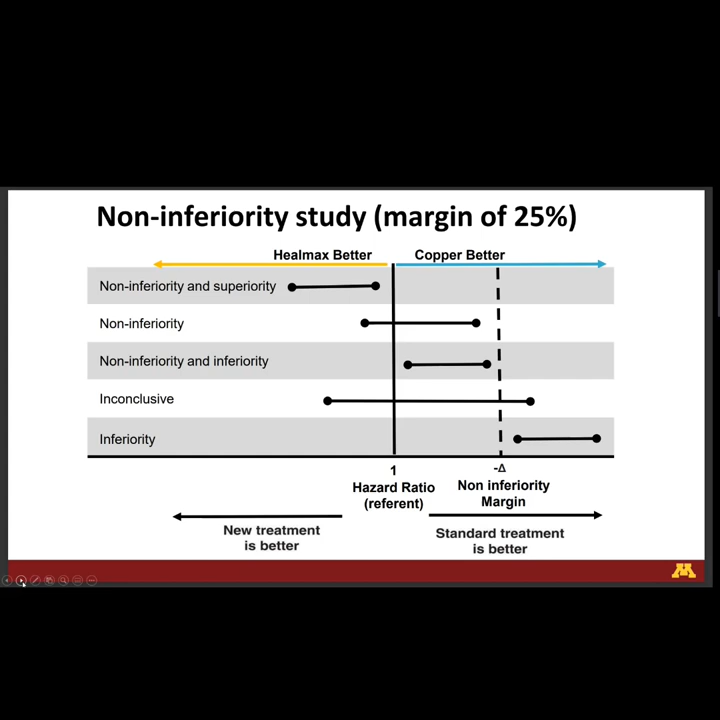 Non-inferiority study (margin of 25%)
Healmax Better
Copper Better
Non-inferiority and superiority
Non-inferiority
Non-inferiority and inferiority
Inconclusive
Inferiority
1
-Δ
Hazard Ratio
(referent)
Non inferiority
Margin
New treatment
is better
Standard treatment
is better
M